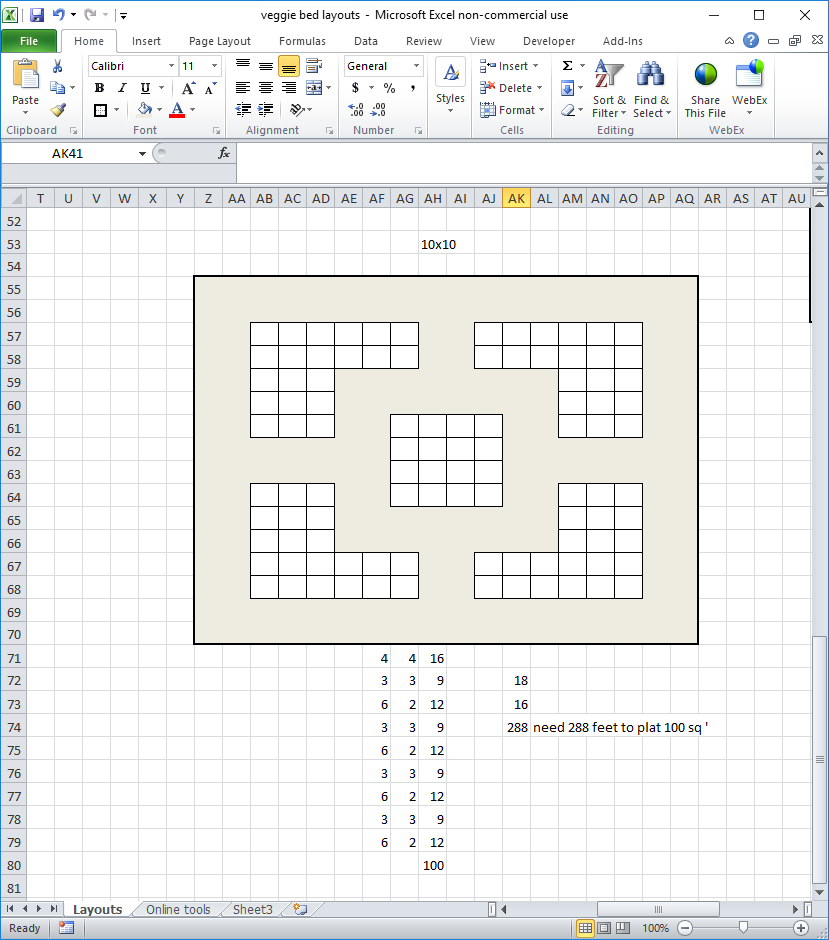 veggie bed layouts - Microsoft Excel non-commercial use
File Home Insert Page Layout Formulas Data Review View Developer Add-Ins
Calibri 11 General Insert Σ
Paste B I U A A $ % , Styles Delete Sort & Filter Find & Select Share This File WebEx
A .00 .0 Format
Clipboard Font Alignment Number Cells Editing WebEx
AK41 fx
T U V W X Y Z AA AB AC AD AE AF AG AH AI AJ AK AL AM AN AO AP AQ AR AS AT AU
52
53 10x10
54
55
56
57
58
59
60
61
62
63
64
65
66
67
68
69
70
71 4 4 16
72 3 3 9 18
73 6 2 12 16
74 3 3 9 288 need 288 feet to plat 100 sq '
75 6 2 12
76 3 3 9
77 6 2 12
78 3 3 9
79 6 2 12
80 100
81
Layouts Online tools Sheet3
Ready 100%